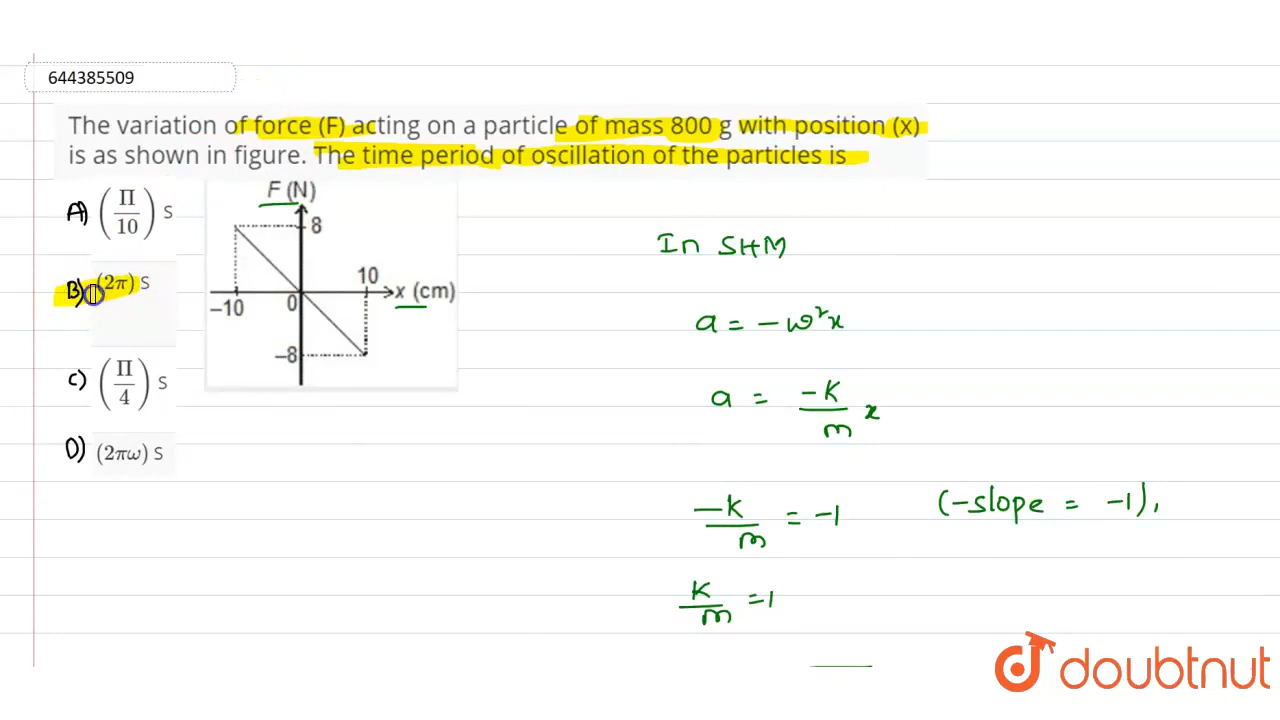 644385509
The variation of force (F) acting on a particle of mass 800 g with position (x)
is as shown in figure. The time period of oscillation of the particles is
A) (Π/10) S
B) (2π) S
C) (Π/4) S
D) (2πω) S
F (N)
8
10
x (cm)
–10
0
–8
In SHM
a = -ω²x
a = -K/m x
-K/m = -1 (-slope = -1),
K/m = 1
doubtnut